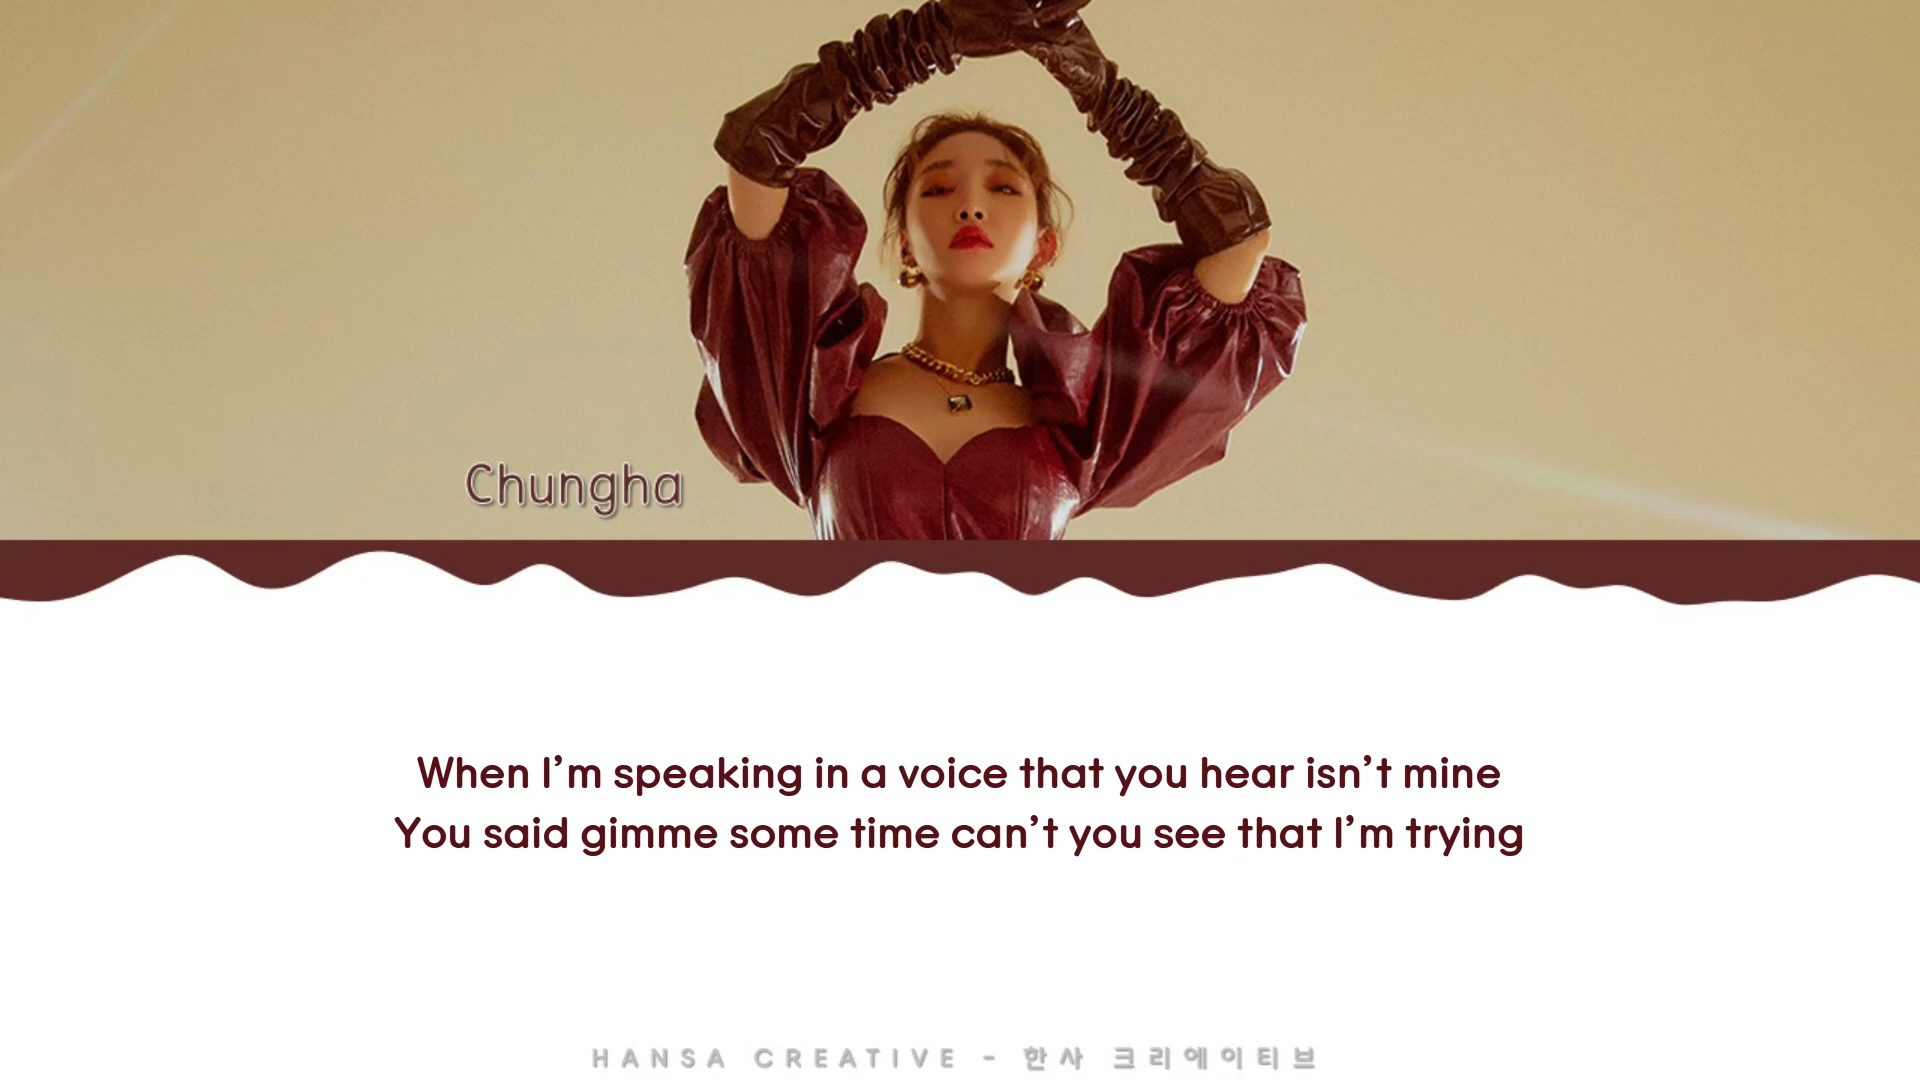 Chungha
When I’m speaking in a voice that you hear isn’t mine
You said gimme some time can’t you see that I’m trying
HANSA CREATIVE - 한사 크리에이티브